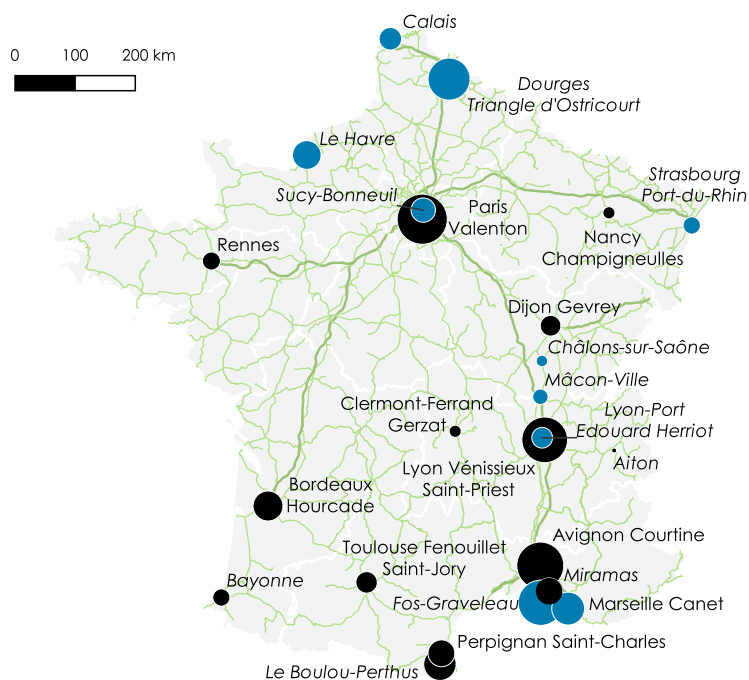 Calais
0 100 200 km
Dourges
Triangle d'Ostricourt
Le Havre
Strasbourg
Port-du-Rhin
Sucy-Bonneuil
Paris
Valenton
Rennes
Nancy
Champigneulles
Dijon Gevrey
Châlons-sur-Saône
Mâcon-Ville
Clermont-Ferrand
Gerzat
Lyon-Port
Edouard Herriot
Aiton
Lyon Vénissieux
Saint-Priest
Bordeaux
Hourcade
Avignon Courtine
Toulouse Fenouillet
Saint-Jory
Miramas
Bayonne
Fos-Graveleau
Marseille Canet
Perpignan Saint-Charles
Le Boulou-Perthus